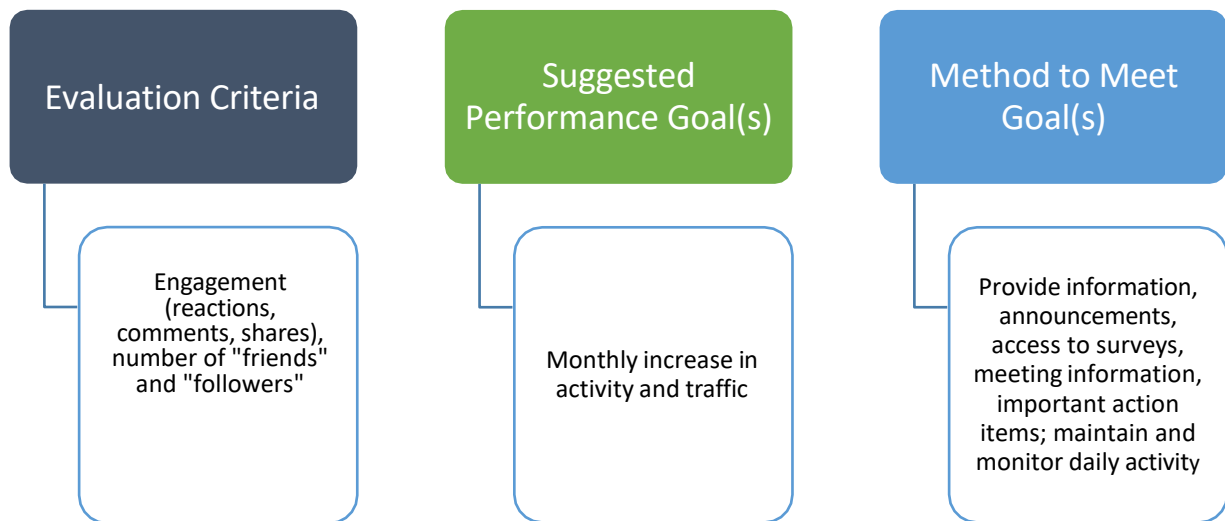 Evaluation Criteria
Engagement
(reactions,
comments, shares),
number of "friends"
and "followers"
Suggested
Performance Goal(s)
Monthly increase in
activity and traffic
Method to Meet
Goal(s)
Provide information,
announcements,
access to surveys,
meeting information,
important action
items; maintain and
monitor daily activity